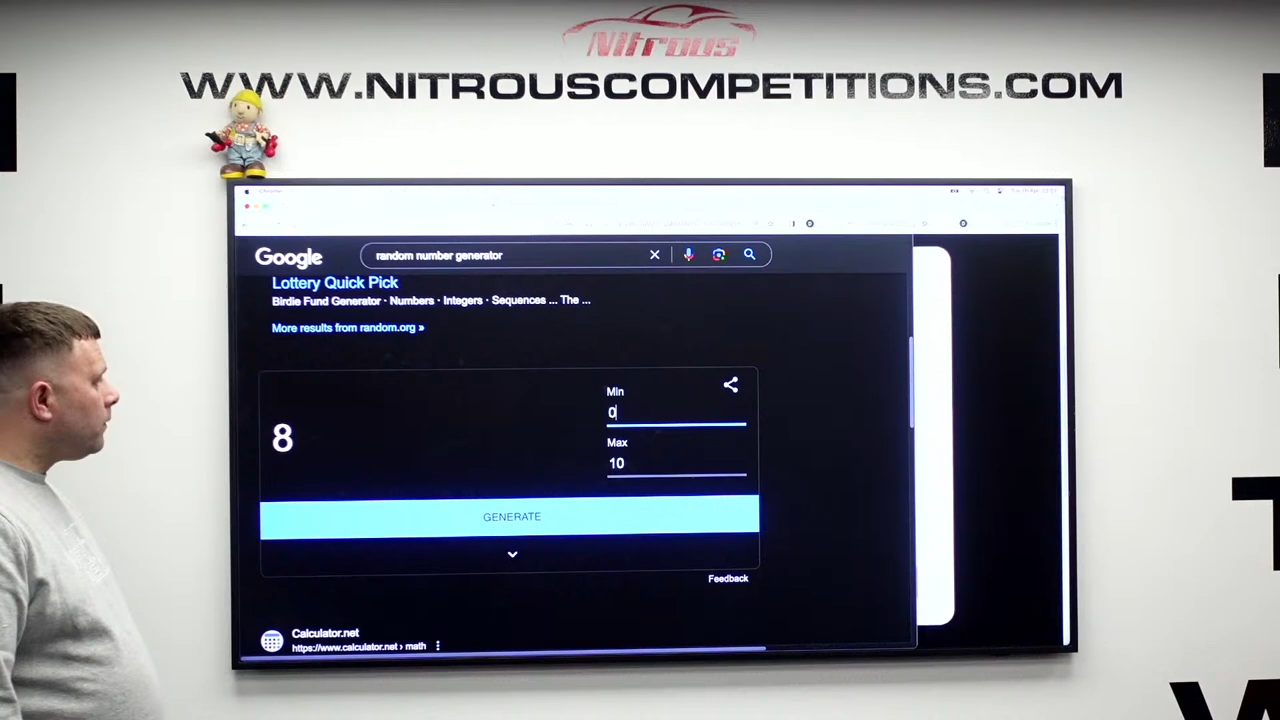 Nitrous
WWW.NITROUSCOMPETITIONS.COM
Chrome
Google
random number generator
Lottery Quick Pick
Birdie Fund Generator · Numbers · Integers · Sequences ... The ...
More results from random.org »
Min
0
8
Max
10
GENERATE
Feedback
Calculator.net
https://www.calculator.net › math